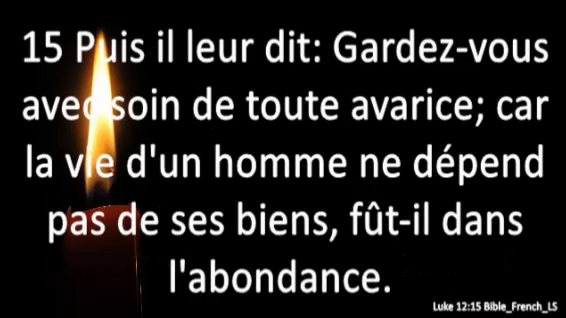 15 Puis il leur dit: Gardez-vous
avec soin de toute avarice; car
la vie d'un homme ne dépend
pas de ses biens, fût-il dans
l'abondance.
Luke 12:15 Bible_French_LS